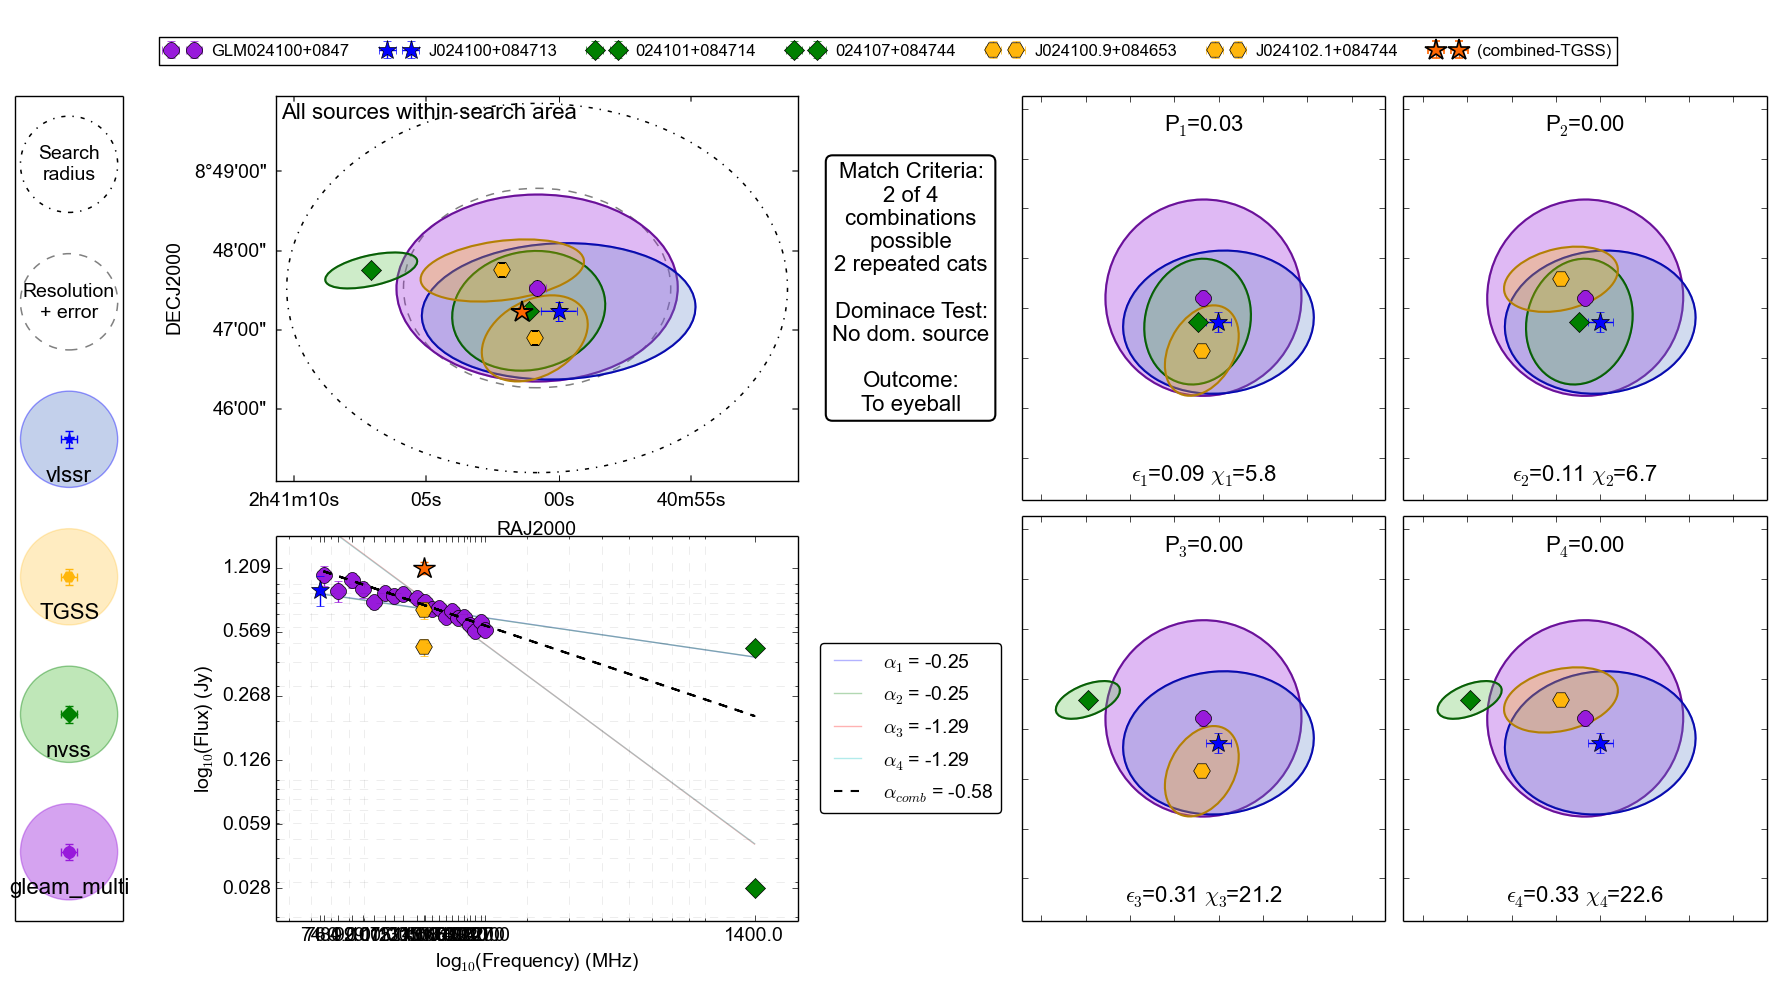 GLM024100+0847 J024100+084713 024101+084714 024107+084744 J024100.9+084653 J024102.1+084744 (combined-TGSS)
Search
radius
Resolution
+ error
vlssr
TGSS
nvss
gleam_multi
All sources within search area
DECJ2000
8°49'00"
48'00"
47'00"
46'00"
2h41m10s 05s 00s 40m55s
RAJ2000
Match Criteria:
2 of 4
combinations
possible
2 repeated cats
Dominace Test:
No dom. source
Outcome:
To eyeball
P1=0.03
ϵ1=0.09 χ1=5.8
P2=0.00
ϵ2=0.11 χ2=6.7
log10(Flux) (Jy)
1.209
0.569
0.268
0.126
0.059
0.028
1400.0
log10(Frequency) (MHz)
α1 = -0.25
α2 = -0.25
α3 = -1.29
α4 = -1.29
αcomb = -0.58
P3=0.00
ϵ3=0.31 χ3=21.2
P4=0.00
ϵ4=0.33 χ4=22.6